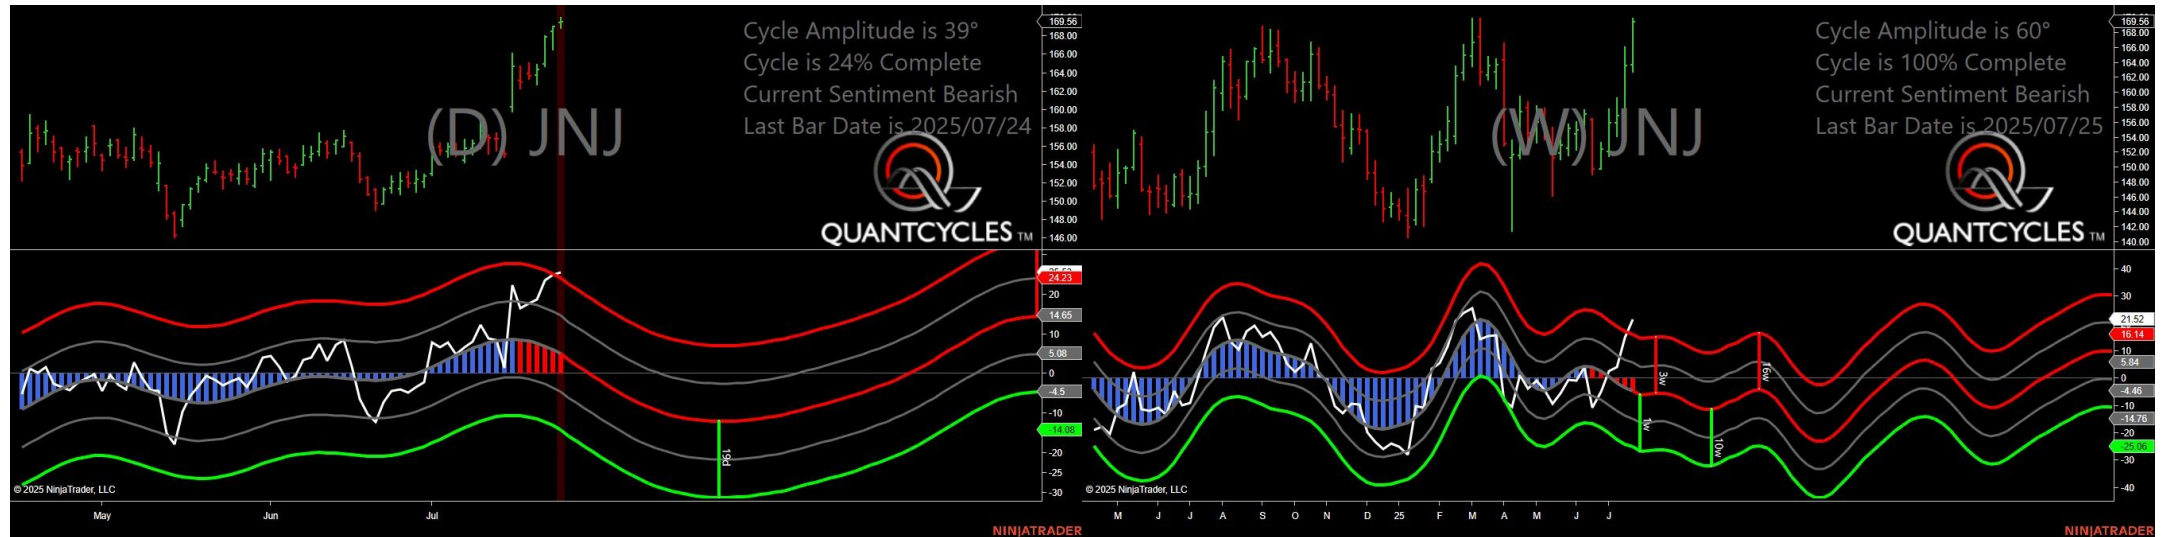 Cycle Amplitude is 39°
Cycle is 24% Complete
Current Sentiment Bearish
Last Bar Date is 2025/07/24
(D) JNJ
QUANTCYCLES TM
169.56
168.00
166.00
164.00
162.00
160.00
158.00
156.00
154.00
152.00
150.00
148.00
146.00
24.23
20
14.65
10
5.08
0
-4.5
-10
-14.08
-20
-25
-30
19d
© 2025 NinjaTrader, LLC
May
Jun
Jul
NINJATRADER
Cycle Amplitude is 60°
Cycle is 100% Complete
Current Sentiment Bearish
Last Bar Date is 2025/07/25
(W) JNJ
QUANTCYCLES TM
169.56
168.00
166.00
164.00
162.00
160.00
158.00
156.00
154.00
152.00
150.00
148.00
146.00
144.00
142.00
140.00
40
30
21.52
16.14
10
5.84
0
-4.46
-10
-14.76
-20
-25.06
-30
-40
3w
16w
1w
10w
© 2025 NinjaTrader, LLC
M
J
J
A
S
O
N
D
25
F
M
A
M
J
J
NINJATRADER